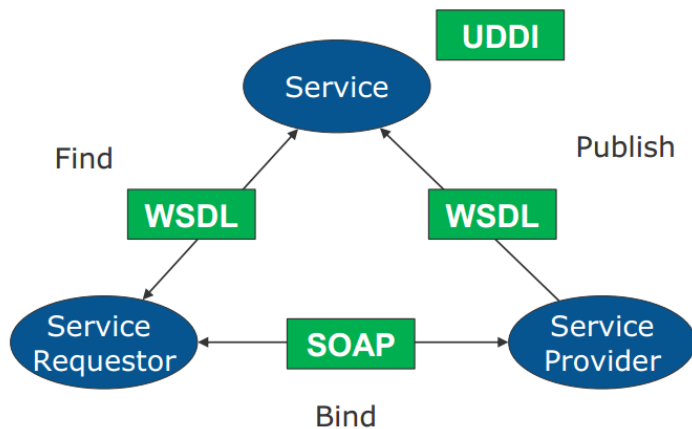 UDDI
Service
Find
Publish
WSDL
WSDL
Service
Requestor
SOAP
Service
Provider
Bind